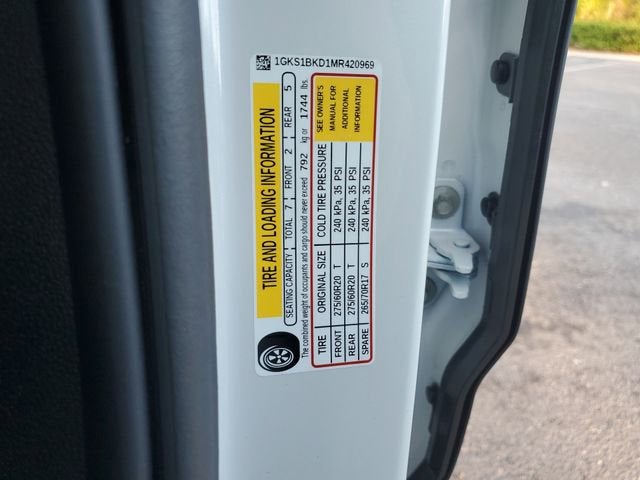 1GKS1BKD1MR420969
TIRE AND LOADING INFORMATION
SEATING CAPACITY TOTAL 7 FRONT 2 REAR 5
The combined weight of occupants and cargo should never exceed 792 kg or 1744 lbs.
TIRE ORIGINAL SIZE COLD TIRE PRESSURE SEE OWNER'S
FRONT 275/60R20 T 240 kPa, 35 PSI MANUAL FOR
REAR 275/60R20 T 240 kPa, 35 PSI ADDITIONAL
SPARE 265/70R17 S 240 kPa, 35 PSI INFORMATION